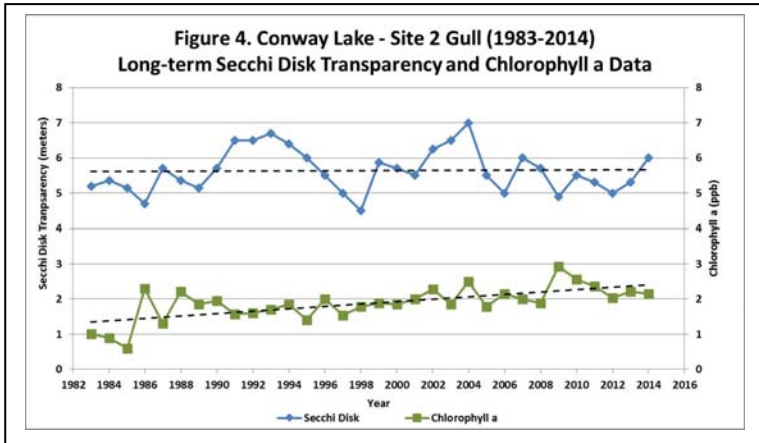 Figure 4. Conway Lake - Site 2 Gull (1983-2014)
Long-term Secchi Disk Transparency and Chlorophyll a Data
Secchi Disk Tranpsarency (meters)
8
7
6
5
4
3
2
1
0
8
7
6
5
4
3
2
1
0
Chlorophyll a (ppb)
1982 1984 1986 1988 1990 1992 1994 1996 1998 2000 2002 2004 2006 2008 2010 2012 2014 2016
Year
Secchi Disk Chlorophyll a